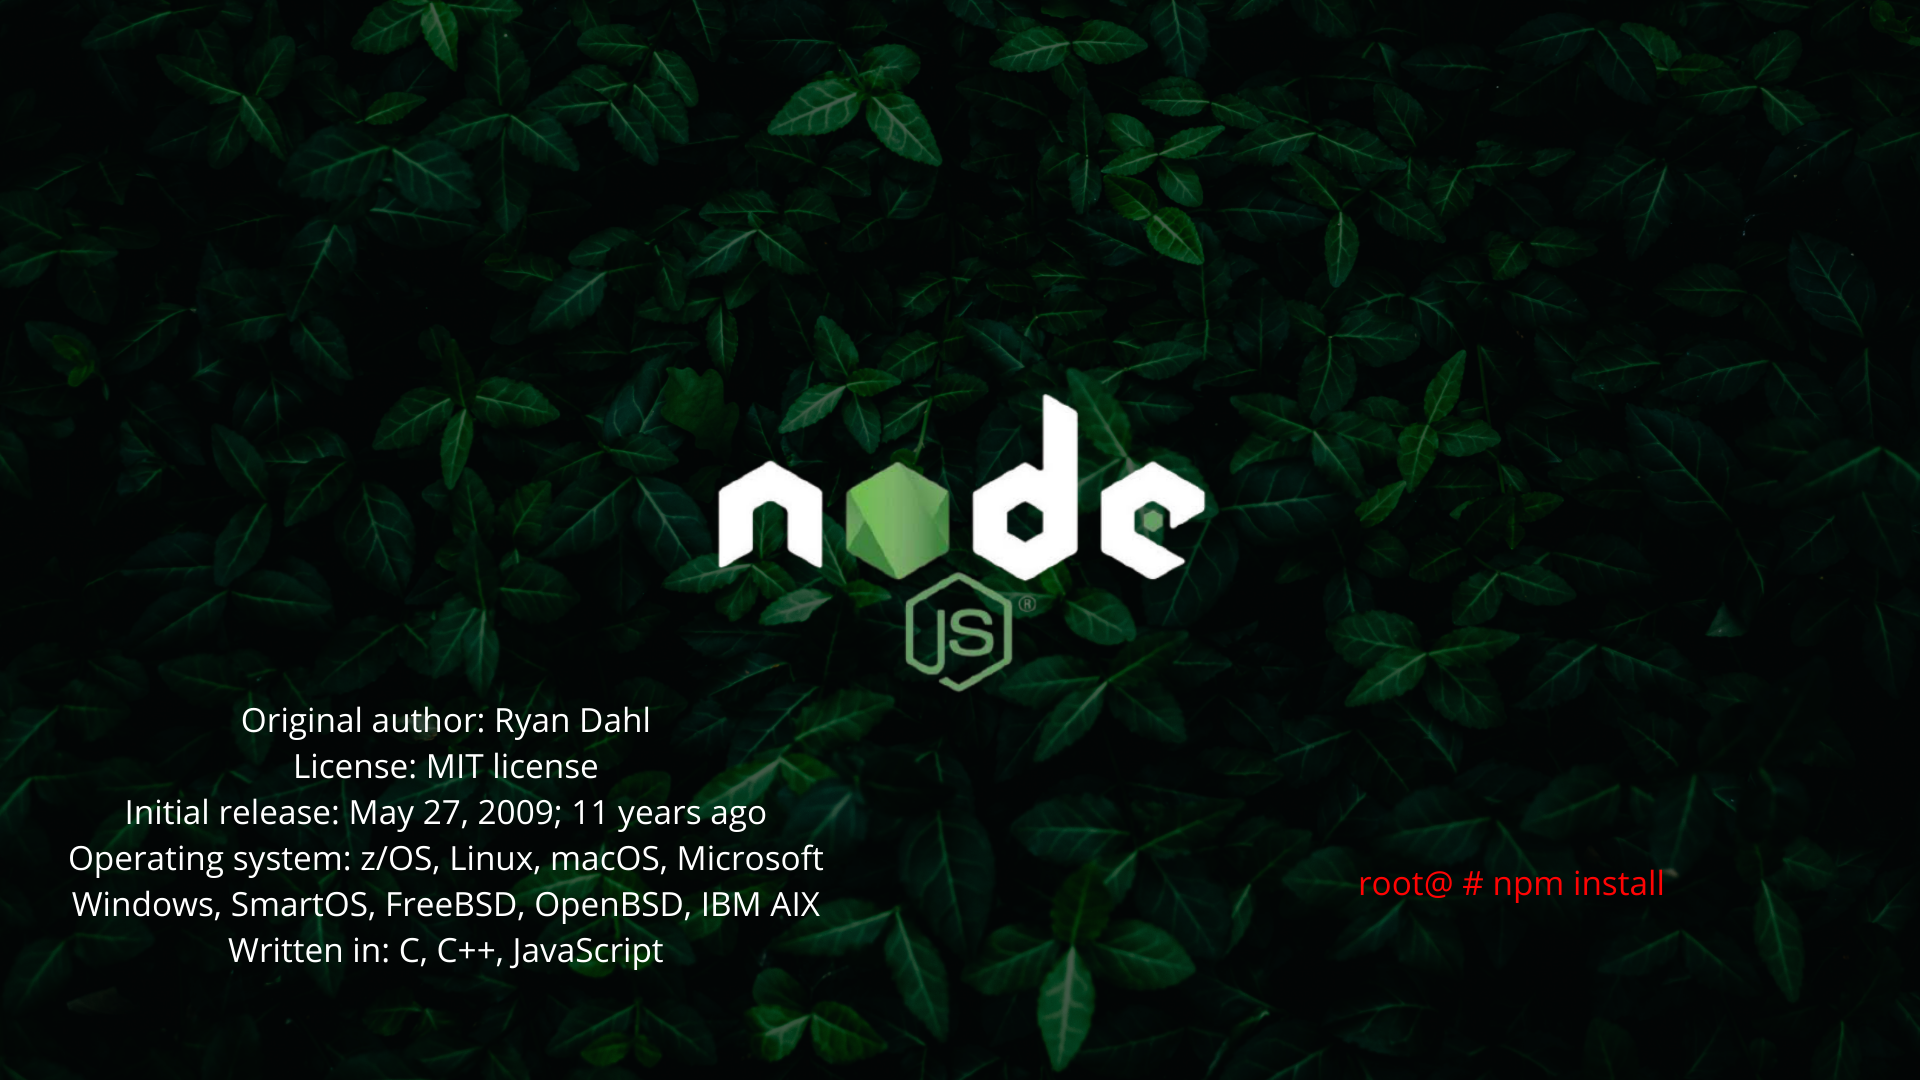 node
JS®
Original author: Ryan Dahl
License: MIT license
Initial release: May 27, 2009; 11 years ago
Operating system: z/OS, Linux, macOS, Microsoft
Windows, SmartOS, FreeBSD, OpenBSD, IBM AIX
Written in: C, C++, JavaScript
root@ # npm install